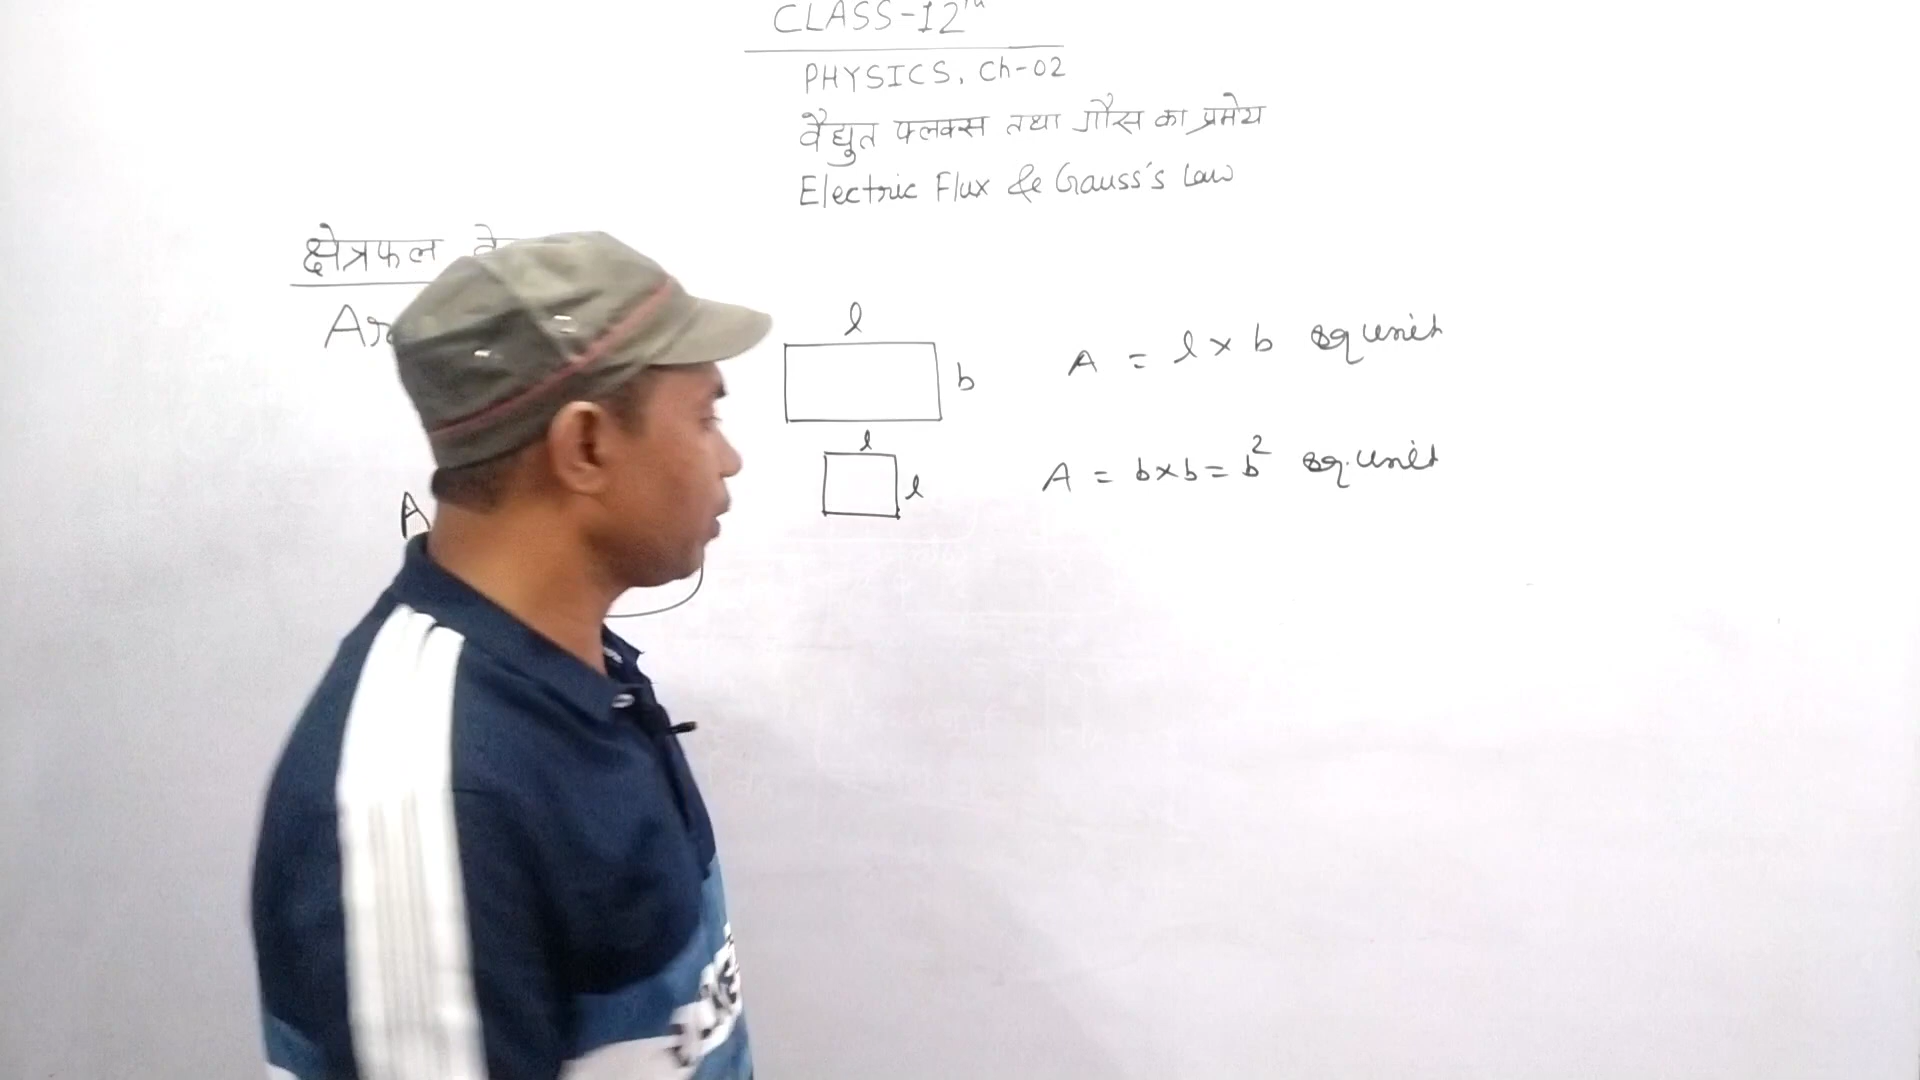 CLASS-12th
PHYSICS, Ch-02
वैद्युत फ्लक्स तथा गौस का प्रमेय
Electric Flux & Gauss's Law
क्षेत्रफल
l
b
A = l × b sq unit
l
l
A = b×b = b² sq. unit
A